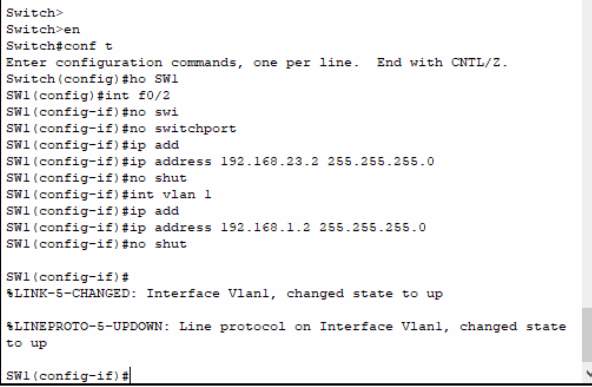 Switch>
Switch>en
Switch#conf t
Enter configuration commands, one per line.  End with CNTL/Z.
Switch(config)#ho SW1
SW1(config)#int f0/2
SW1(config-if)#no swi
SW1(config-if)#no switchport
SW1(config-if)#ip add
SW1(config-if)#ip address 192.168.23.2 255.255.255.0
SW1(config-if)#no shut
SW1(config-if)#int vlan 1
SW1(config-if)#ip add
SW1(config-if)#ip address 192.168.1.2 255.255.255.0
SW1(config-if)#no shut
SW1(config-if)#
%LINK-5-CHANGED: Interface Vlan1, changed state to up
%LINEPROTO-5-UPDOWN: Line protocol on Interface Vlan1, changed state
to up
SW1(config-if)#